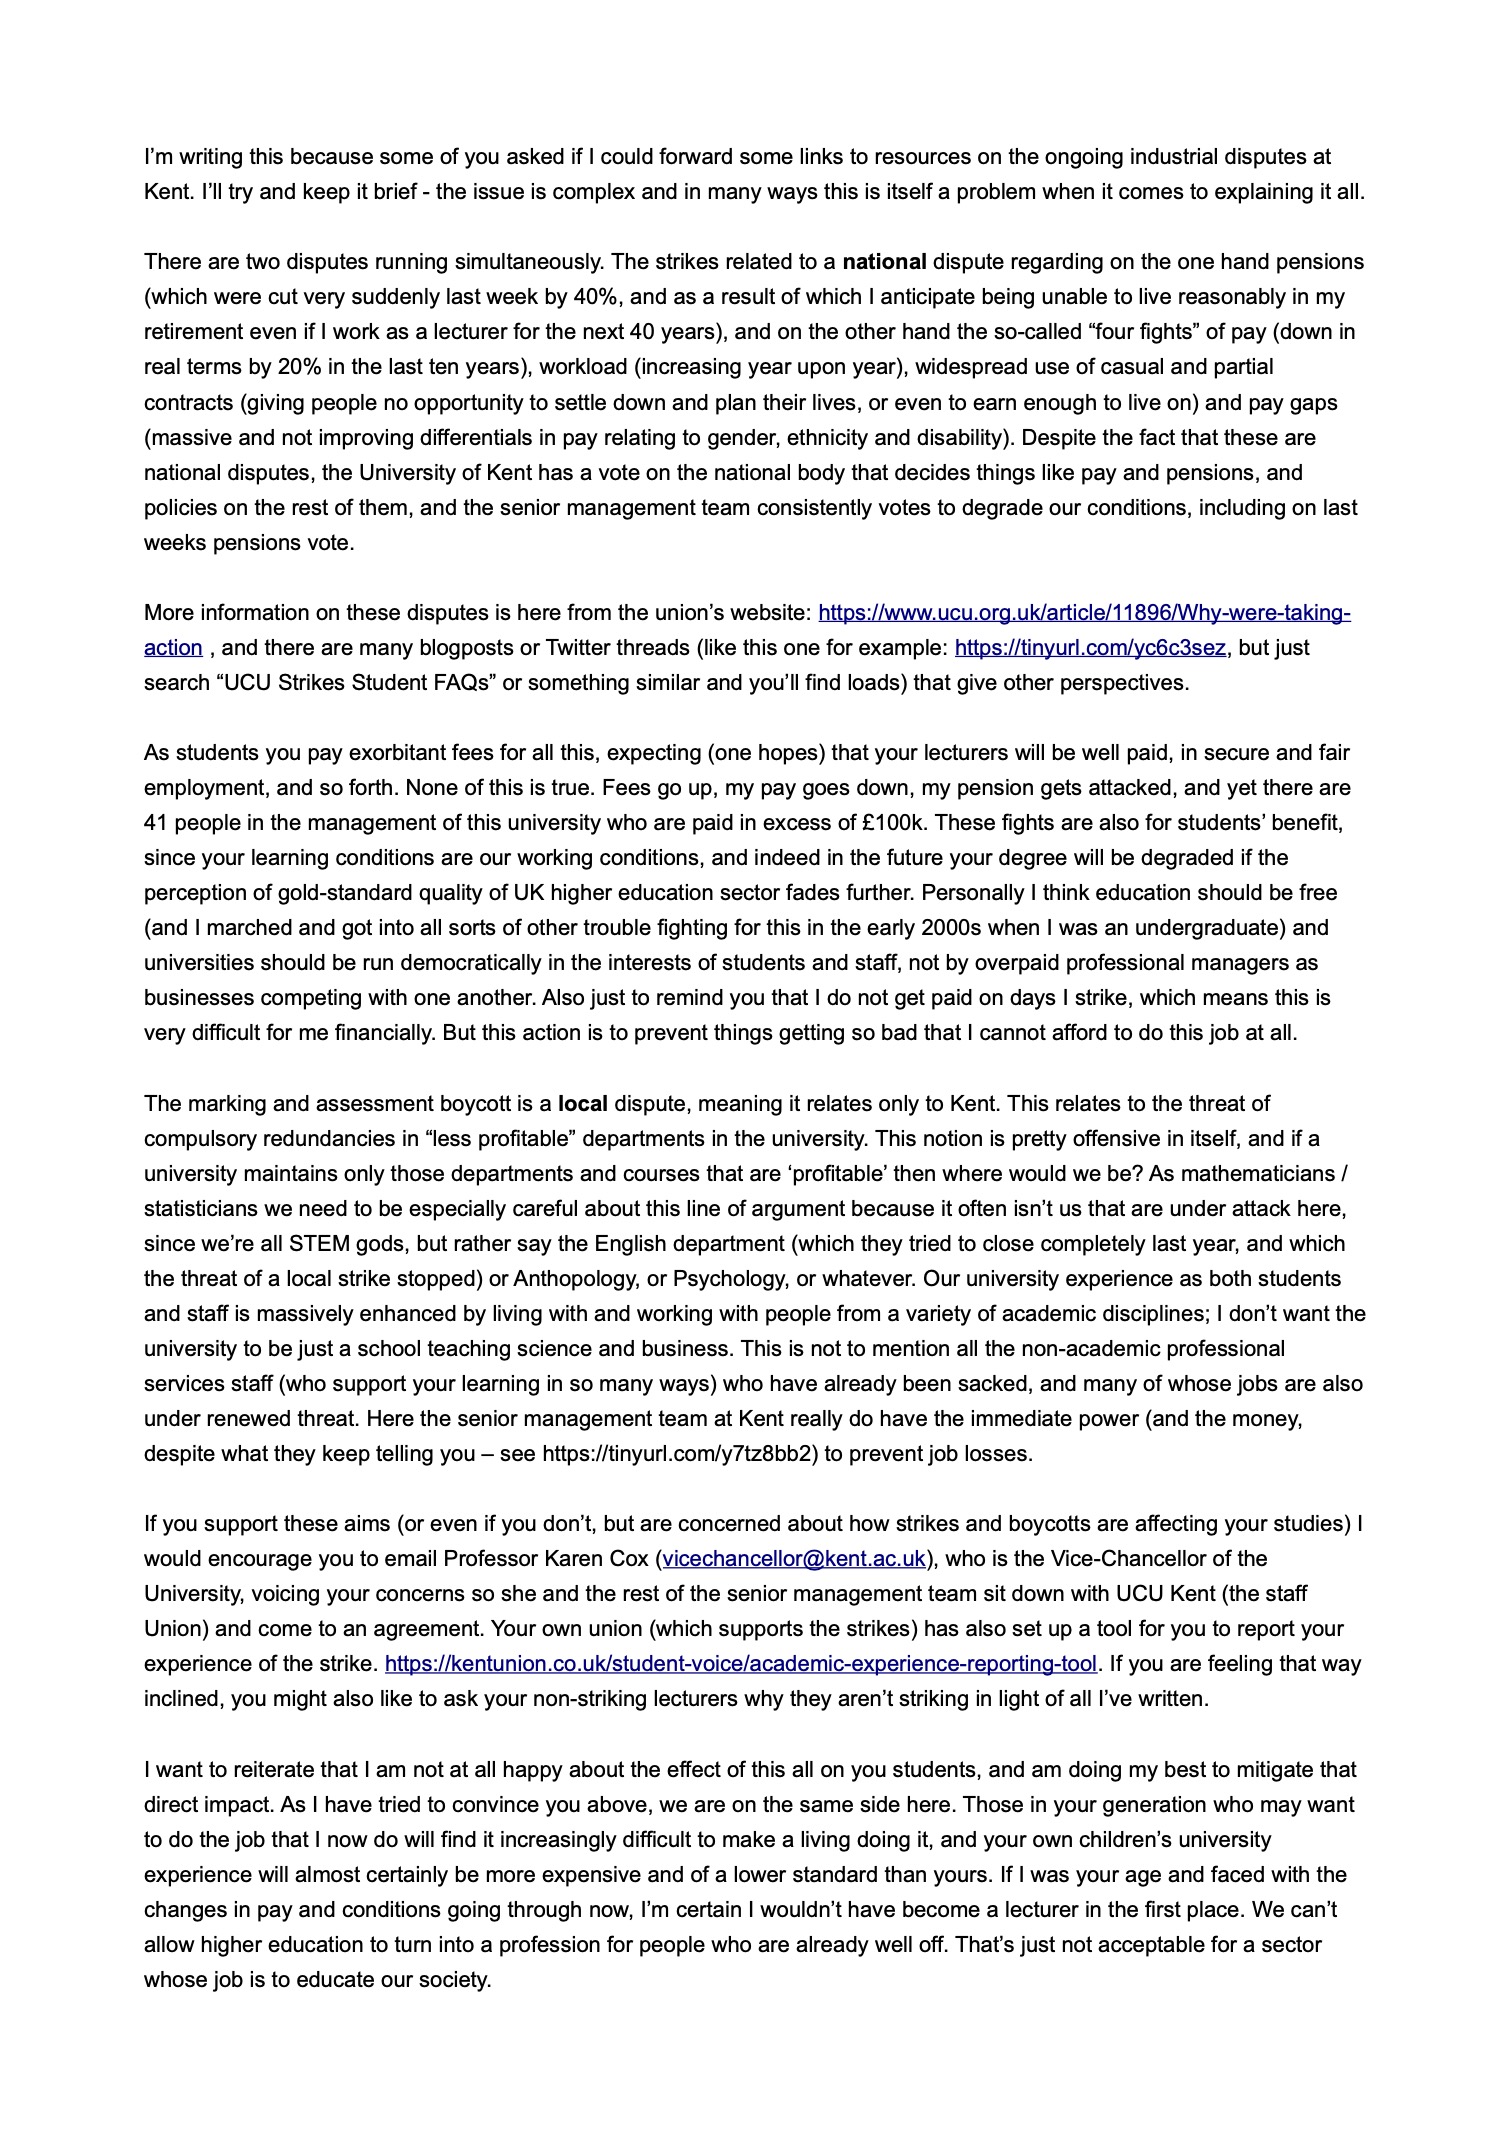 I’m writing this because some of you asked if I could forward some links to resources on the ongoing industrial disputes at
Kent. I’ll try and keep it brief - the issue is complex and in many ways this is itself a problem when it comes to explaining it all.
There are two disputes running simultaneously. The strikes related to a national dispute regarding on the one hand pensions
(which were cut very suddenly last week by 40%, and as a result of which I anticipate being unable to live reasonably in my
retirement even if I work as a lecturer for the next 40 years), and on the other hand the so-called “four fights” of pay (down in
real terms by 20% in the last ten years), workload (increasing year upon year), widespread use of casual and partial
contracts (giving people no opportunity to settle down and plan their lives, or even to earn enough to live on) and pay gaps
(massive and not improving differentials in pay relating to gender, ethnicity and disability). Despite the fact that these are
national disputes, the University of Kent has a vote on the national body that decides things like pay and pensions, and
policies on the rest of them, and the senior management team consistently votes to degrade our conditions, including on last
weeks pensions vote.
More information on these disputes is here from the union’s website: https://www.ucu.org.uk/article/11896/Why-were-taking-
action , and there are many blogposts or Twitter threads (like this one for example: https://tinyurl.com/yc6c3sez, but just
search “UCU Strikes Student FAQs” or something similar and you’ll find loads) that give other perspectives.
As students you pay exorbitant fees for all this, expecting (one hopes) that your lecturers will be well paid, in secure and fair
employment, and so forth. None of this is true. Fees go up, my pay goes down, my pension gets attacked, and yet there are
41 people in the management of this university who are paid in excess of £100k. These fights are also for students’ benefit,
since your learning conditions are our working conditions, and indeed in the future your degree will be degraded if the
perception of gold-standard quality of UK higher education sector fades further. Personally I think education should be free
(and I marched and got into all sorts of other trouble fighting for this in the early 2000s when I was an undergraduate) and
universities should be run democratically in the interests of students and staff, not by overpaid professional managers as
businesses competing with one another. Also just to remind you that I do not get paid on days I strike, which means this is
very difficult for me financially. But this action is to prevent things getting so bad that I cannot afford to do this job at all.
The marking and assessment boycott is a local dispute, meaning it relates only to Kent. This relates to the threat of
compulsory redundancies in “less profitable” departments in the university. This notion is pretty offensive in itself, and if a
university maintains only those departments and courses that are ‘profitable’ then where would we be? As mathematicians /
statisticians we need to be especially careful about this line of argument because it often isn’t us that are under attack here,
since we’re all STEM gods, but rather say the English department (which they tried to close completely last year, and which
the threat of a local strike stopped) or Anthopology, or Psychology, or whatever. Our university experience as both students
and staff is massively enhanced by living with and working with people from a variety of academic disciplines; I don’t want the
university to be just a school teaching science and business. This is not to mention all the non-academic professional
services staff (who support your learning in so many ways) who have already been sacked, and many of whose jobs are also
under renewed threat. Here the senior management team at Kent really do have the immediate power (and the money,
despite what they keep telling you – see https://tinyurl.com/y7tz8bb2) to prevent job losses.
If you support these aims (or even if you don’t, but are concerned about how strikes and boycotts are affecting your studies) I
would encourage you to email Professor Karen Cox (vicechancellor@kent.ac.uk), who is the Vice-Chancellor of the
University, voicing your concerns so she and the rest of the senior management team sit down with UCU Kent (the staff
Union) and come to an agreement. Your own union (which supports the strikes) has also set up a tool for you to report your
experience of the strike. https://kentunion.co.uk/student-voice/academic-experience-reporting-tool. If you are feeling that way
inclined, you might also like to ask your non-striking lecturers why they aren’t striking in light of all I’ve written.
I want to reiterate that I am not at all happy about the effect of this all on you students, and am doing my best to mitigate that
direct impact. As I have tried to convince you above, we are on the same side here. Those in your generation who may want
to do the job that I now do will find it increasingly difficult to make a living doing it, and your own children’s university
experience will almost certainly be more expensive and of a lower standard than yours. If I was your age and faced with the
changes in pay and conditions going through now, I’m certain I wouldn’t have become a lecturer in the first place. We can’t
allow higher education to turn into a profession for people who are already well off. That’s just not acceptable for a sector
whose job is to educate our society.